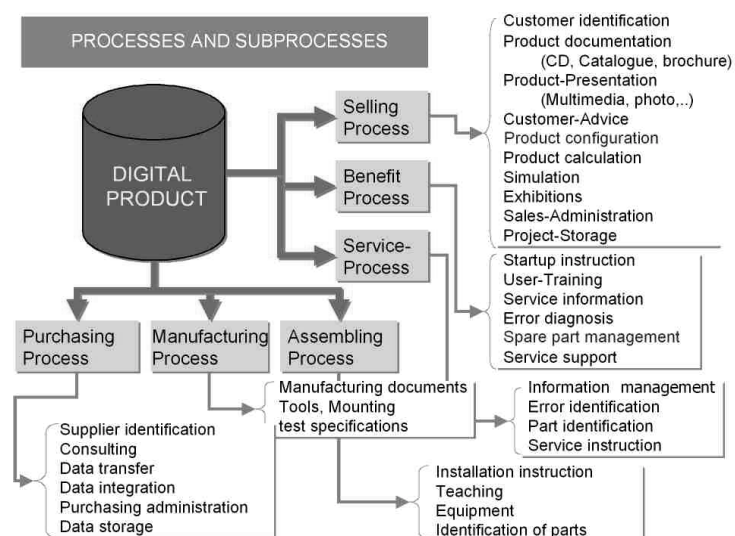 PROCESSES AND SUBPROCESSES
DIGITAL
PRODUCT
Selling
Process
Benefit
Process
Service-
Process
Customer identification
Product documentation
(CD, Catalogue, brochure)
Product-Presentation
(Multimedia, photo,..)
Customer-Advice
Product configuration
Product calculation
Simulation
Exhibitions
Sales-Administration
Project-Storage
Startup instruction
User-Training
Service information
Error diagnosis
Spare part management
Service support
Purchasing
Process
Manufacturing
Process
Assembling
Process
Manufacturing documents
Tools, Mounting
test specifications
Information management
Error identification
Part identification
Service instruction
Supplier identification
Consulting
Data transfer
Data integration
Purchasing administration
Data storage
Installation instruction
Teaching
Equipment
Identification of parts